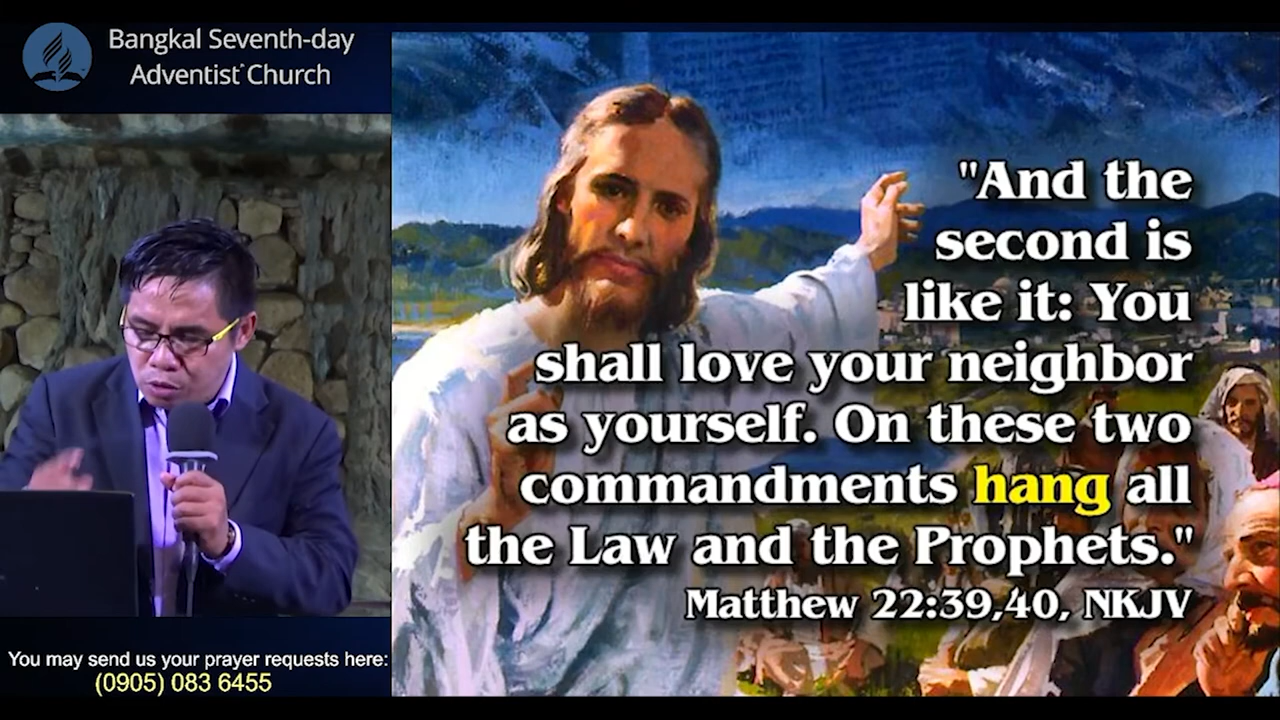 Bangkal Seventh-day
Adventist® Church
"And the
second is
like it: You
shall love your neighbor
as yourself. On these two
commandments hang all
the Law and the Prophets."
Matthew 22:39,40, NKJV
You may send us your prayer requests here:
(0905) 083 6455